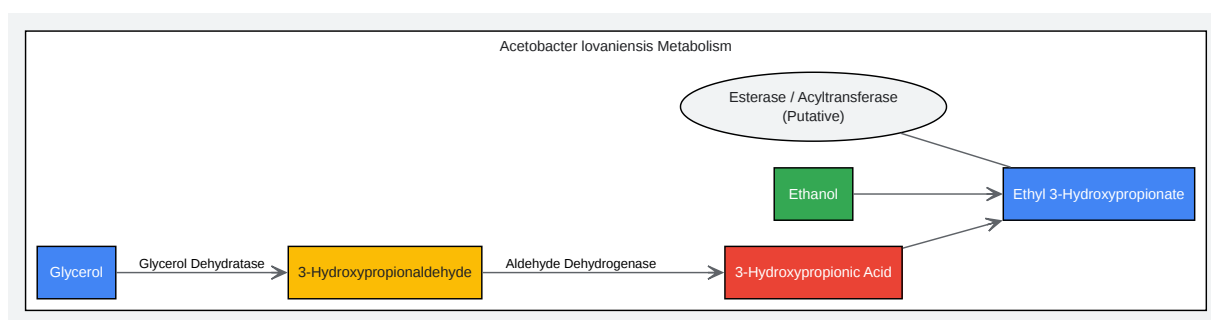 Acetobacter lovaniensis Metabolism
Esterase / Acyltransferase
(Putative)
Ethanol
Ethyl 3-Hydroxypropionate
Glycerol
Glycerol Dehydratase
3-Hydroxypropionaldehyde
Aldehyde Dehydrogenase
3-Hydroxypropionic Acid